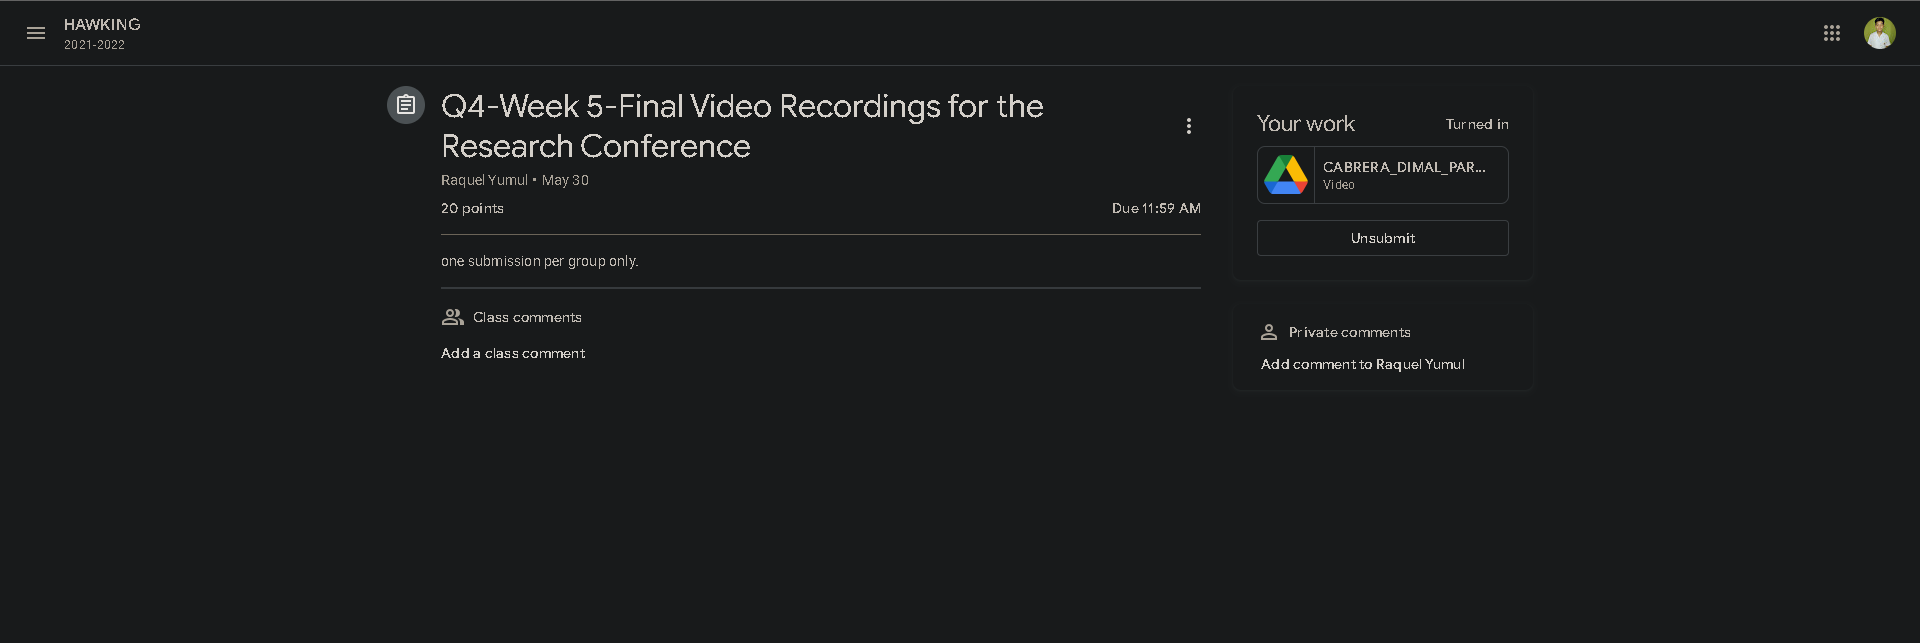 HAWKING
2021-2022
Q4-Week 5-Final Video Recordings for the
Research Conference
Raquel Yumul • May 30
20 points
Due 11:59 AM
one submission per group only.
Class comments
Add a class comment
Your work
Turned in
CABRERA_DIMAL_PAR...
Video
Unsubmit
Private comments
Add comment to Raquel Yumul